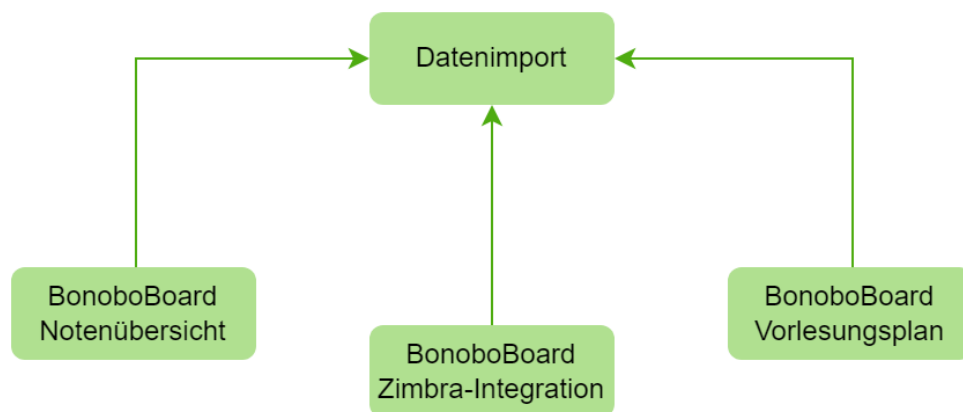 Datenimport
BonoboBoard
Notenübersicht
BonoboBoard
Zimbra-Integration
BonoboBoard
Vorlesungsplan